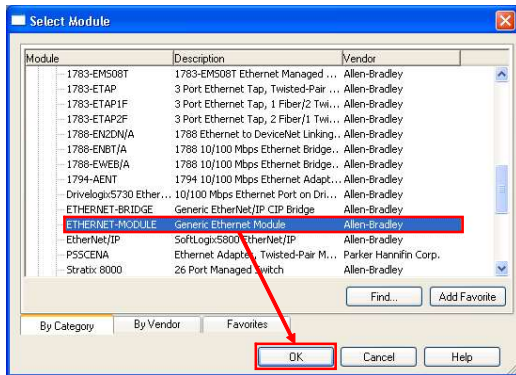 Select Module
Module Description Vendor
1783-EMS08T 1783-EMS08T Ethernet Managed ... Allen-Bradley
1783-ETAP 3 Port Ethernet Tap, Twisted-Pair ... Allen-Bradley
1783-ETAP1F 3 Port Ethernet Tap, 1 Fiber/2 Twi... Allen-Bradley
1783-ETAP2F 3 Port Ethernet Tap, 2 Fiber/1 Twi... Allen-Bradley
1788-EN2DN/A 1788 Ethernet to DeviceNet Linking... Allen-Bradley
1788-ENBT/A 1788 10/100 Mbps Ethernet Bridge... Allen-Bradley
1788-EWEB/A 1788 10/100 Mbps Ethernet Bridge... Allen-Bradley
1794-AENT 1794 10/100 Mbps Ethernet Adapt... Allen-Bradley
Drivelogix5730 Ether... 10/100 Mbps Ethernet Port on Dri... Allen-Bradley
ETHERNET-BRIDGE Generic EtherNet/IP CIP Bridge Allen-Bradley
ETHERNET-MODULE Generic Ethernet Module Allen-Bradley
EtherNet/IP SoftLogix5800 EtherNet/IP Allen-Bradley
PSSCENA Ethernet Adapter, Twisted-Pair M... Parker Hannifin Corp.
Stratix 8000 26 Port Managed Switch Allen-Bradley
Find... Add Favorite
By Category By Vendor Favorites
OK Cancel Help